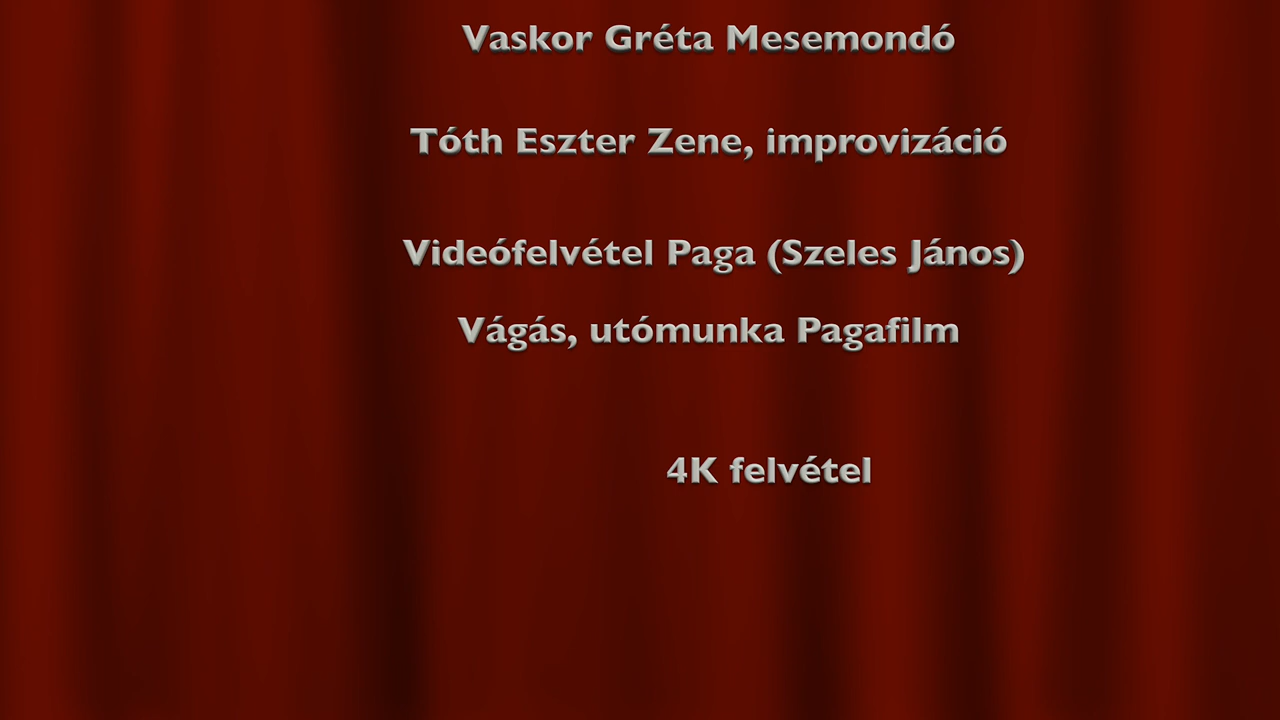 Vaskor Gréta Mesemondó
Tóth Eszter Zene, improvizáció
Videófelvétel Paga (Szeles János)
Vágás, utómunka Pagafilm
4K felvétel